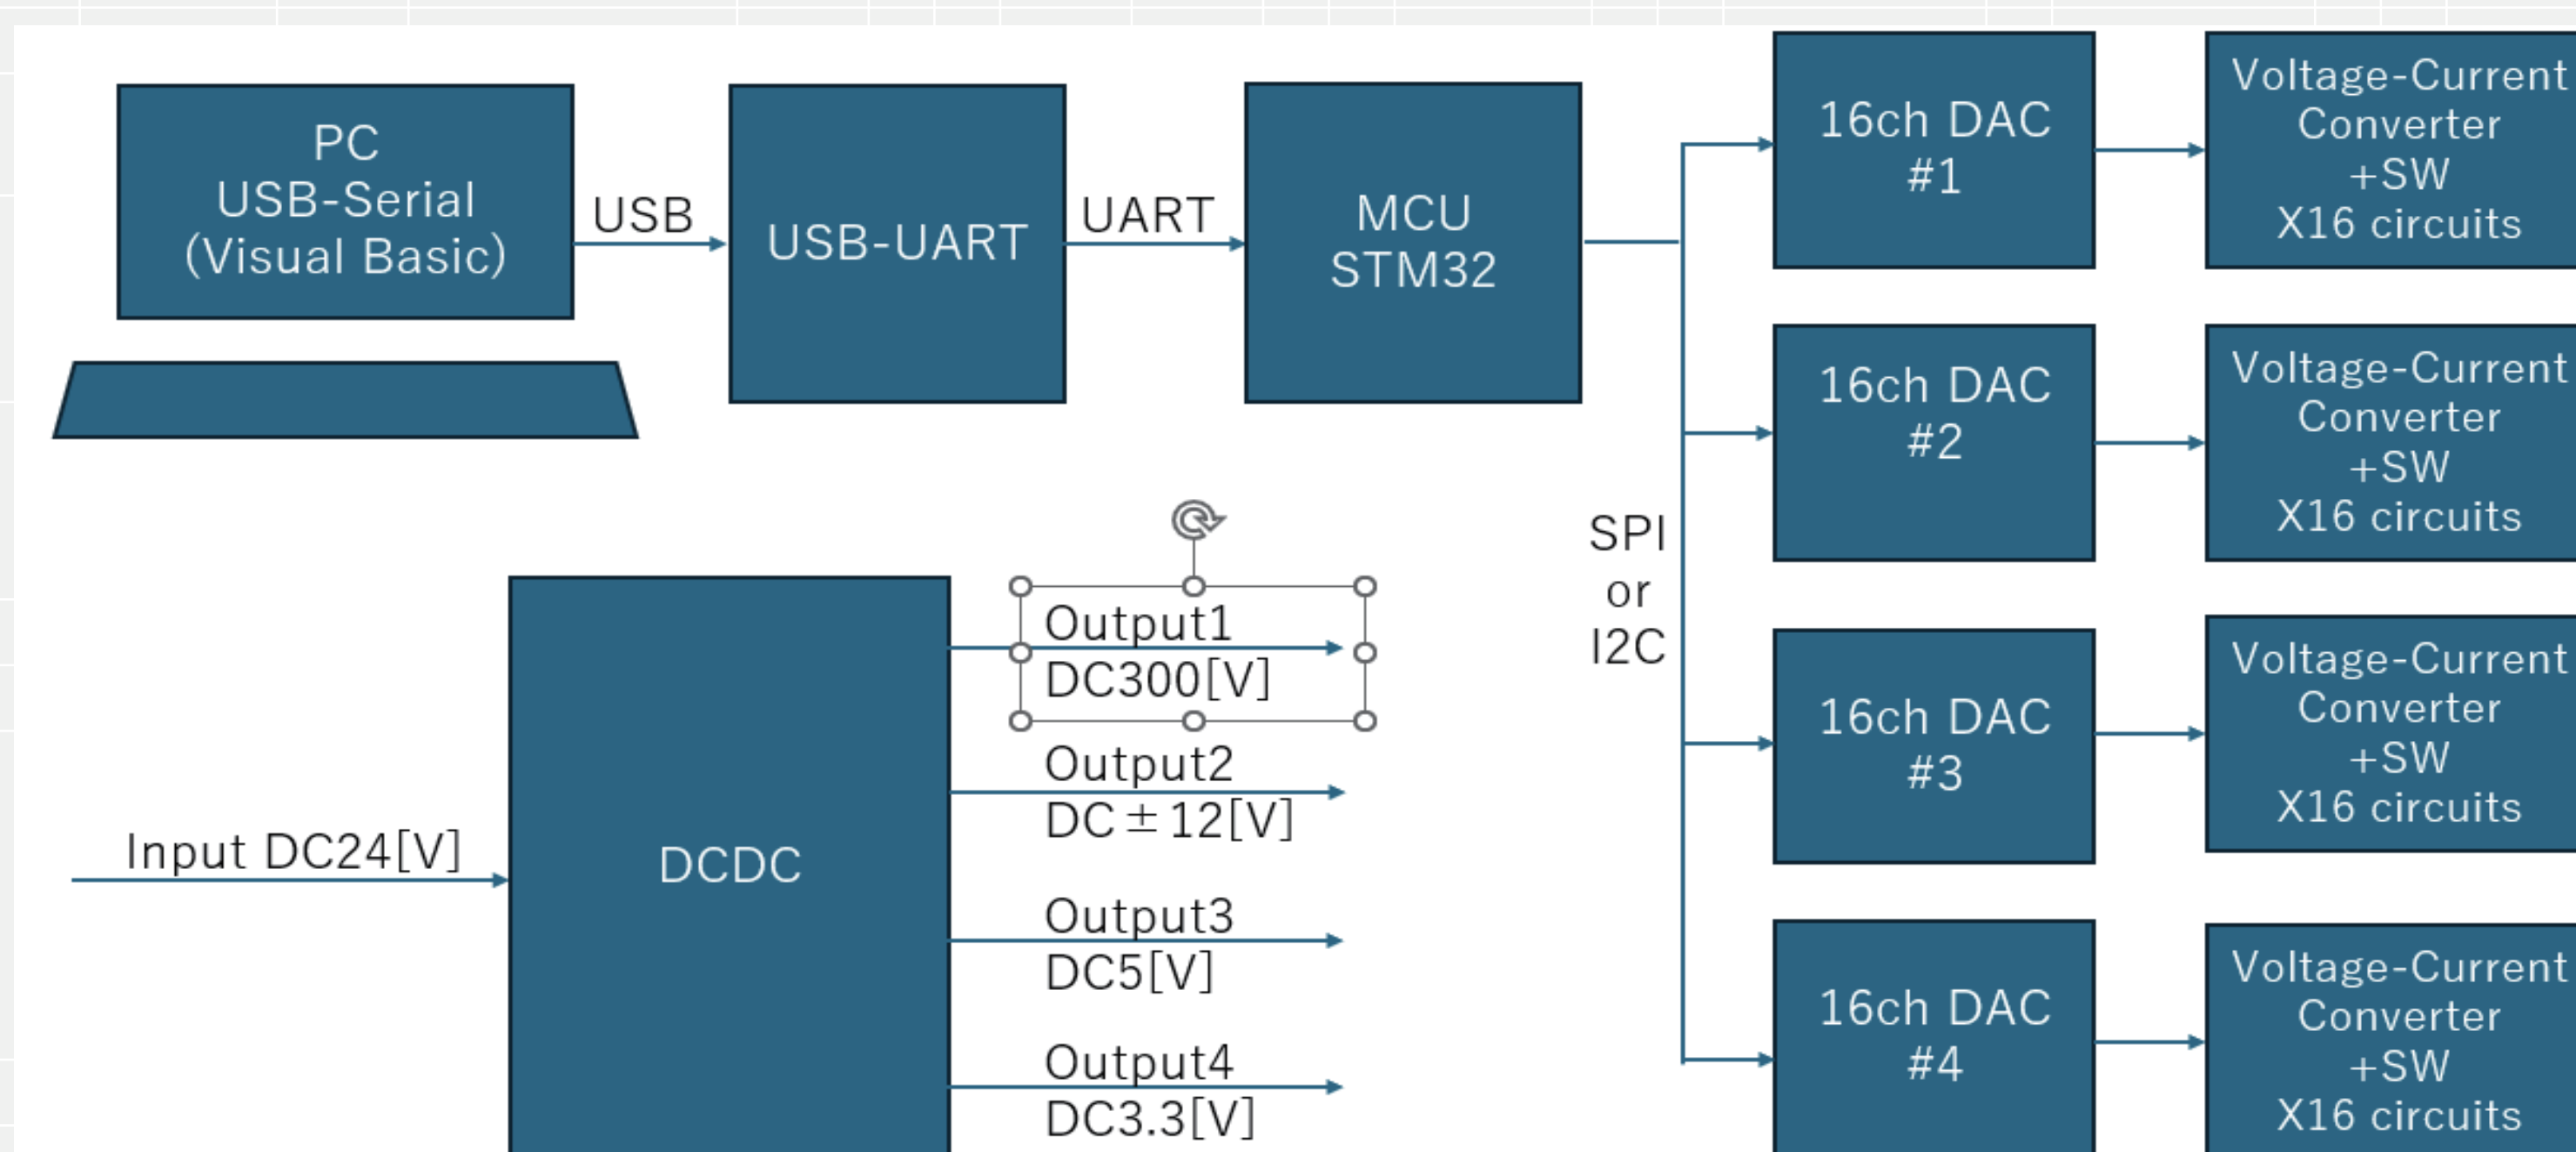 PC
USB-Serial
(Visual Basic)
USB
USB-UART
UART
MCU
STM32
SPI
or
I2C
16ch DAC
#1
Voltage-Current
Converter
+SW
X16 circuits
16ch DAC
#2
Voltage-Current
Converter
+SW
X16 circuits
16ch DAC
#3
Voltage-Current
Converter
+SW
X16 circuits
16ch DAC
#4
Voltage-Current
Converter
+SW
X16 circuits
Input DC24[V]
DCDC
Output1
DC300[V]
Output2
DC±12[V]
Output3
DC5[V]
Output4
DC3.3[V]